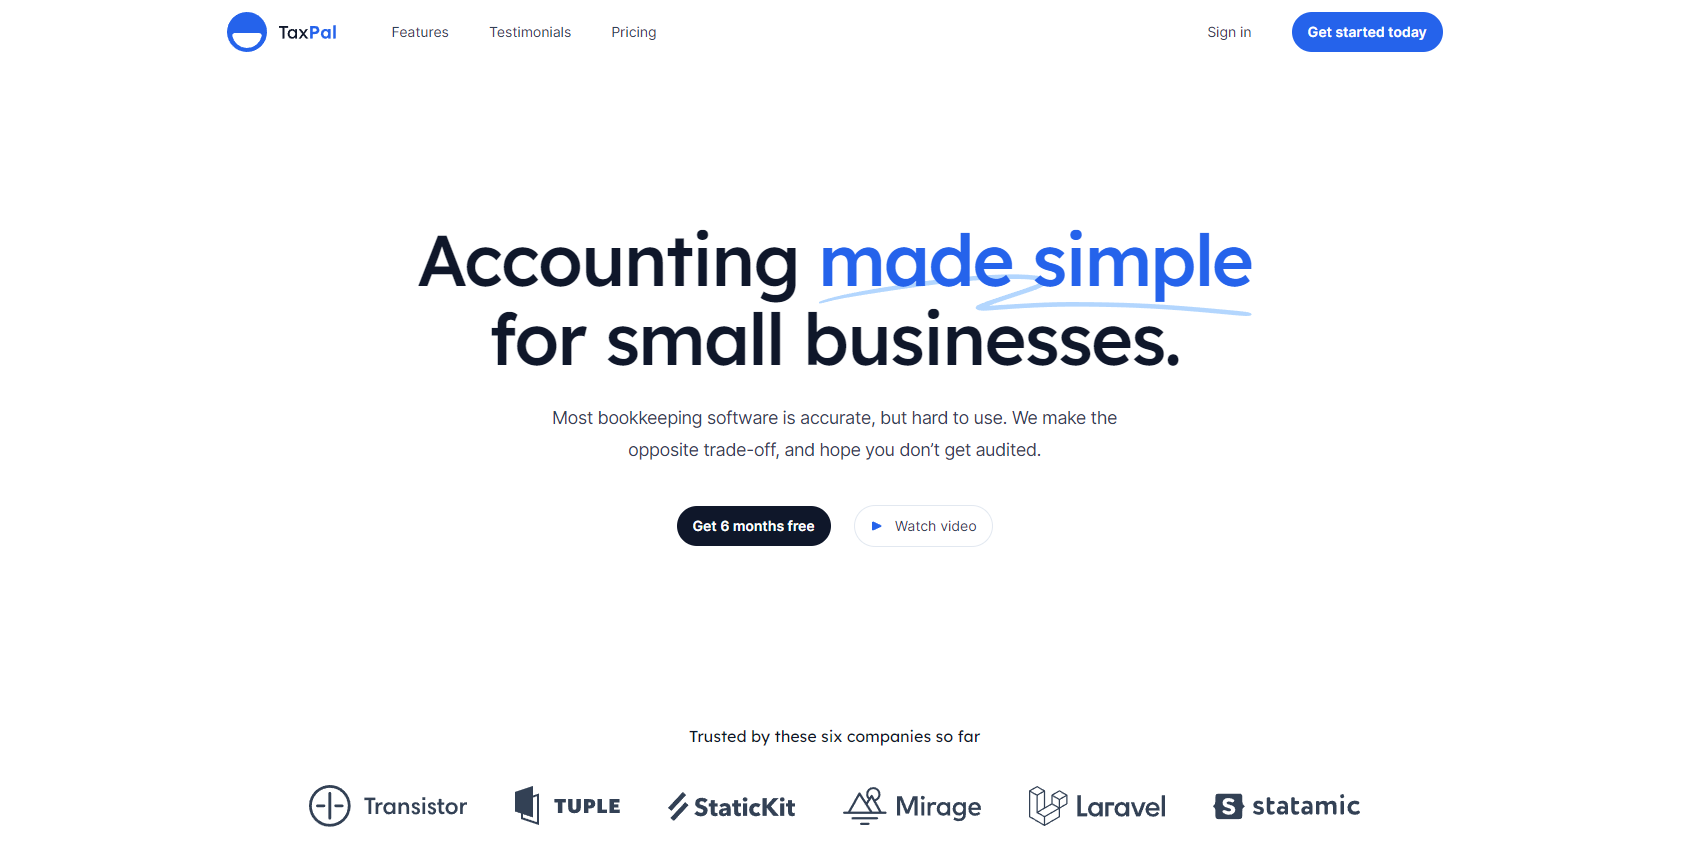 TaxPal
Features
Testimonials
Pricing
Sign in
Get started today
Accounting made simple
for small businesses.
Most bookkeeping software is accurate, but hard to use. We make the
opposite trade-off, and hope you don’t get audited.
Get 6 months free
Watch video
Trusted by these six companies so far
Transistor
TUPLE
StaticKit
Mirage
Laravel
S statamic